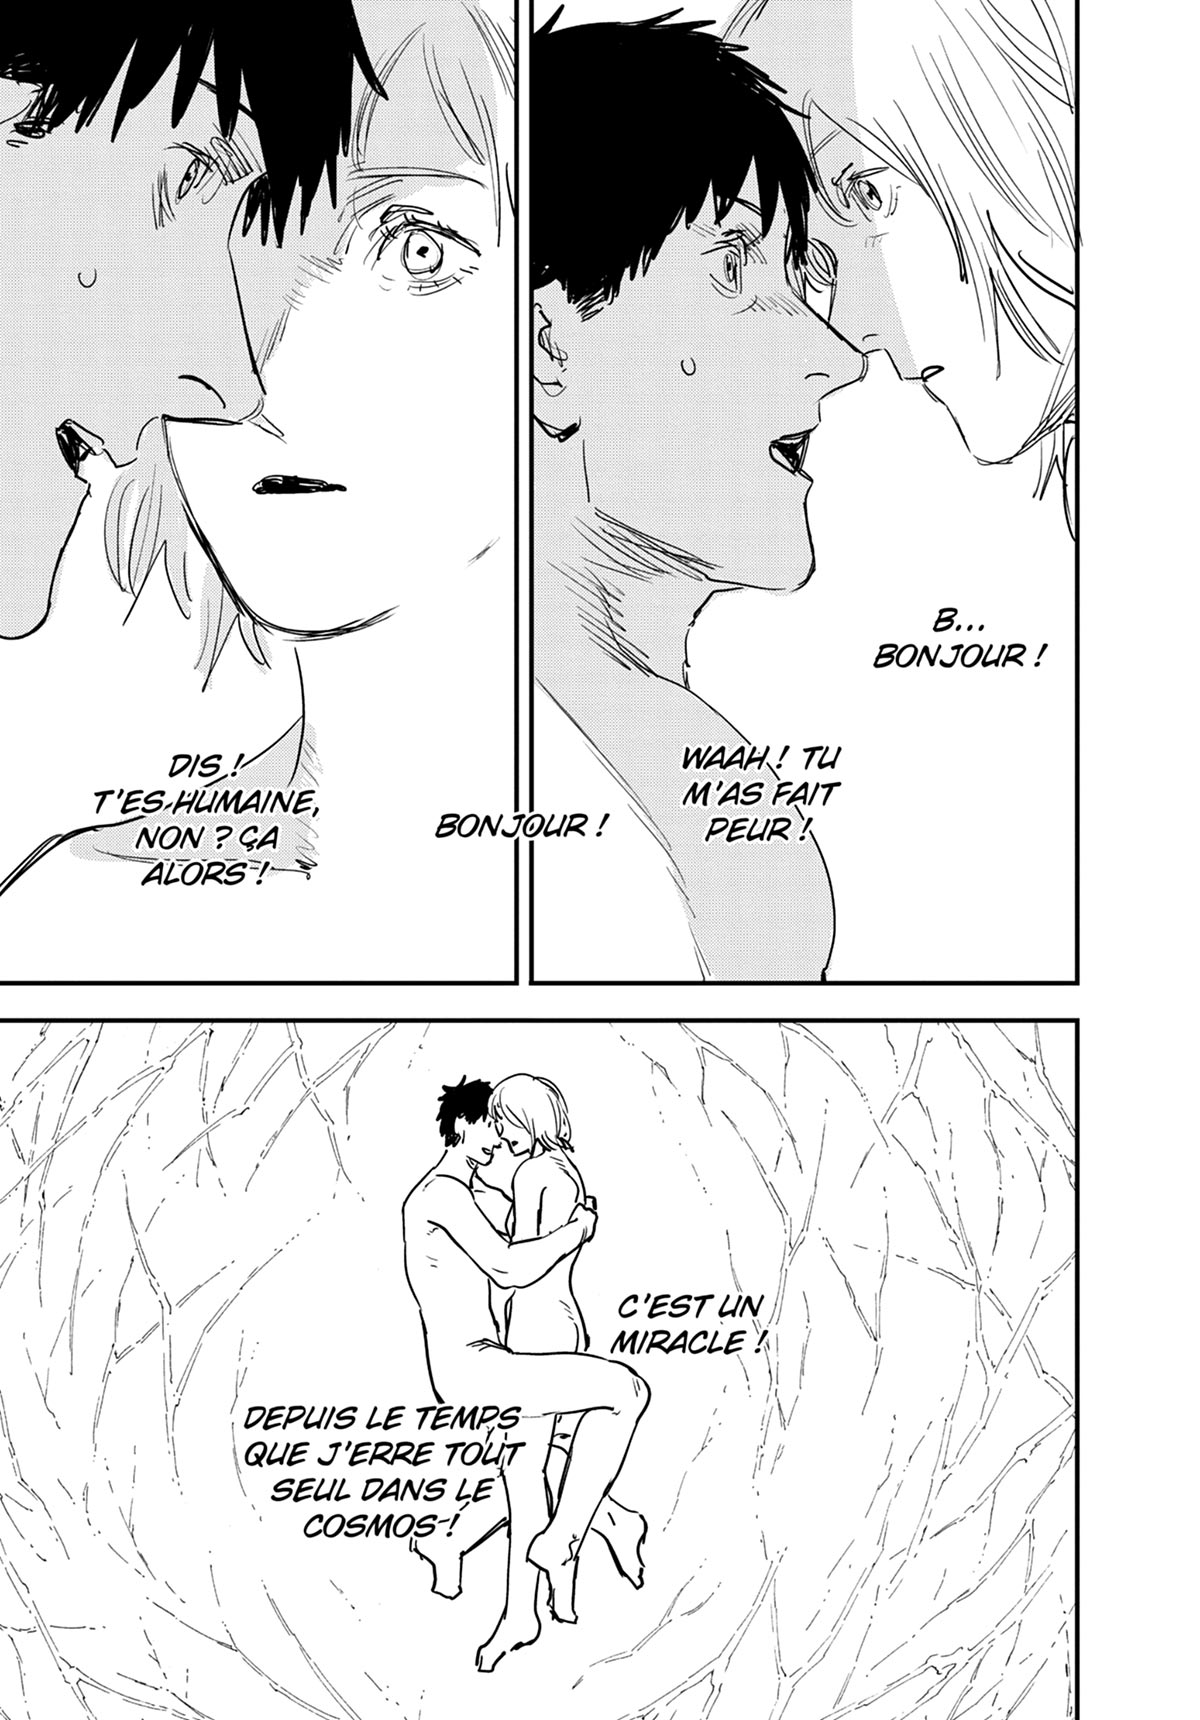 B...
BONJOUR !
WAAH ! TU
M'AS FAIT
PEUR !
BONJOUR !
DIS !
T'ES HUMAINE,
NON ? ÇA
ALORS !
C'EST UN
MIRACLE !
DEPUIS LE TEMPS
QUE J'ERRE TOUT
SEUL DANS LE
COSMOS !